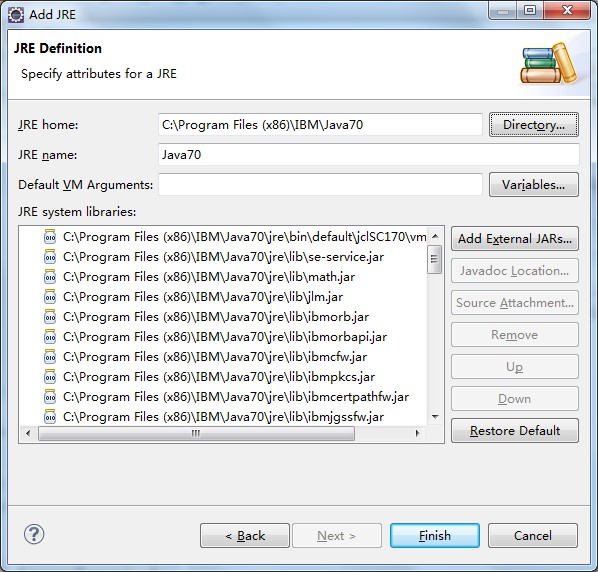 Add JRE
JRE Definition
Specify attributes for a JRE
JRE home:
C:\Program Files (x86)\IBM\Java70
Directory...
JRE name:
Java70
Default VM Arguments:
Variables...
JRE system libraries:
C:\Program Files (x86)\IBM\Java70\jre\bin\default\jclSC170\vm
C:\Program Files (x86)\IBM\Java70\jre\lib\se-service.jar
C:\Program Files (x86)\IBM\Java70\jre\lib\math.jar
C:\Program Files (x86)\IBM\Java70\jre\lib\jlm.jar
C:\Program Files (x86)\IBM\Java70\jre\lib\ibmorb.jar
C:\Program Files (x86)\IBM\Java70\jre\lib\ibmorbapi.jar
C:\Program Files (x86)\IBM\Java70\jre\lib\ibmcfw.jar
C:\Program Files (x86)\IBM\Java70\jre\lib\ibmpkcs.jar
C:\Program Files (x86)\IBM\Java70\jre\lib\ibmcertpathfw.jar
C:\Program Files (x86)\IBM\Java70\jre\lib\ibmjgssfw.jar
Add External JARs...
Javadoc Location...
Source Attachment...
Remove
Up
Down
Restore Default
?
< Back
Next >
Finish
Cancel